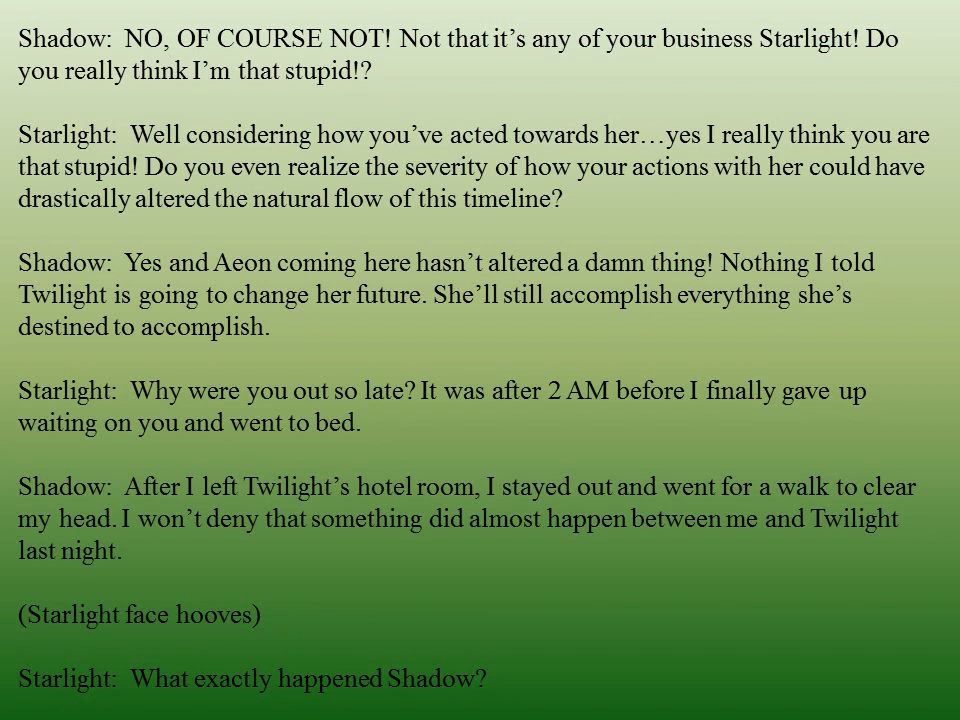 Shadow:  NO, OF COURSE NOT! Not that it’s any of your business Starlight! Do
you really think I’m that stupid!?
Starlight:  Well considering how you’ve acted towards her…yes I really think you are
that stupid! Do you even realize the severity of how your actions with her could have
drastically altered the natural flow of this timeline?
Shadow:  Yes and Aeon coming here hasn’t altered a damn thing! Nothing I told
Twilight is going to change her future. She’ll still accomplish everything she’s
destined to accomplish.
Starlight:  Why were you out so late? It was after 2 AM before I finally gave up
waiting on you and went to bed.
Shadow:  After I left Twilight’s hotel room, I stayed out and went for a walk to clear
my head. I won’t deny that something did almost happen between me and Twilight
last night.
(Starlight face hooves)
Starlight:  What exactly happened Shadow?